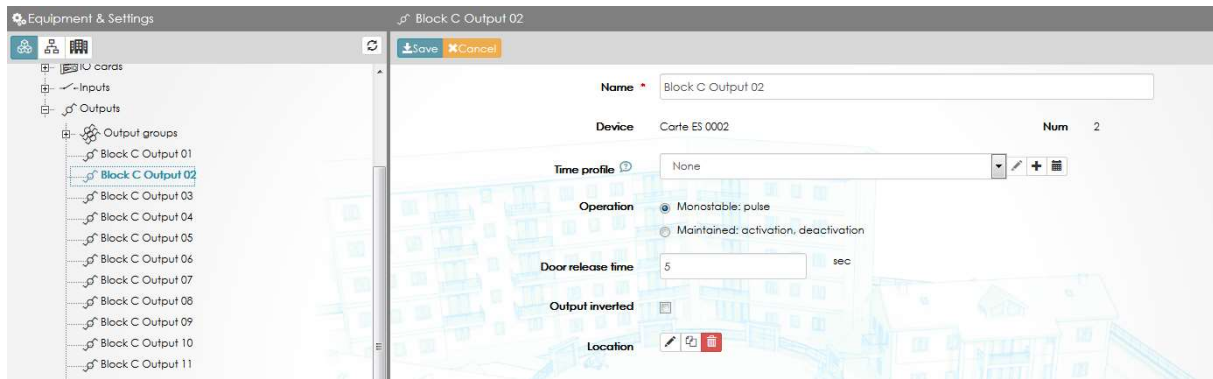 Equipment & Settings
IO cards
Inputs
Outputs
Output groups
Block C Output 01
Block C Output 02
Block C Output 03
Block C Output 04
Block C Output 05
Block C Output 06
Block C Output 07
Block C Output 08
Block C Output 09
Block C Output 10
Block C Output 11
Block C Output 02
Save
Cancel
Name * Block C Output 02
Device Carte ES 0002 Num 2
Time profile ? None
Operation Monostable: pulse
Maintained: activation, deactivation
Door release time 5 sec
Output inverted
Location